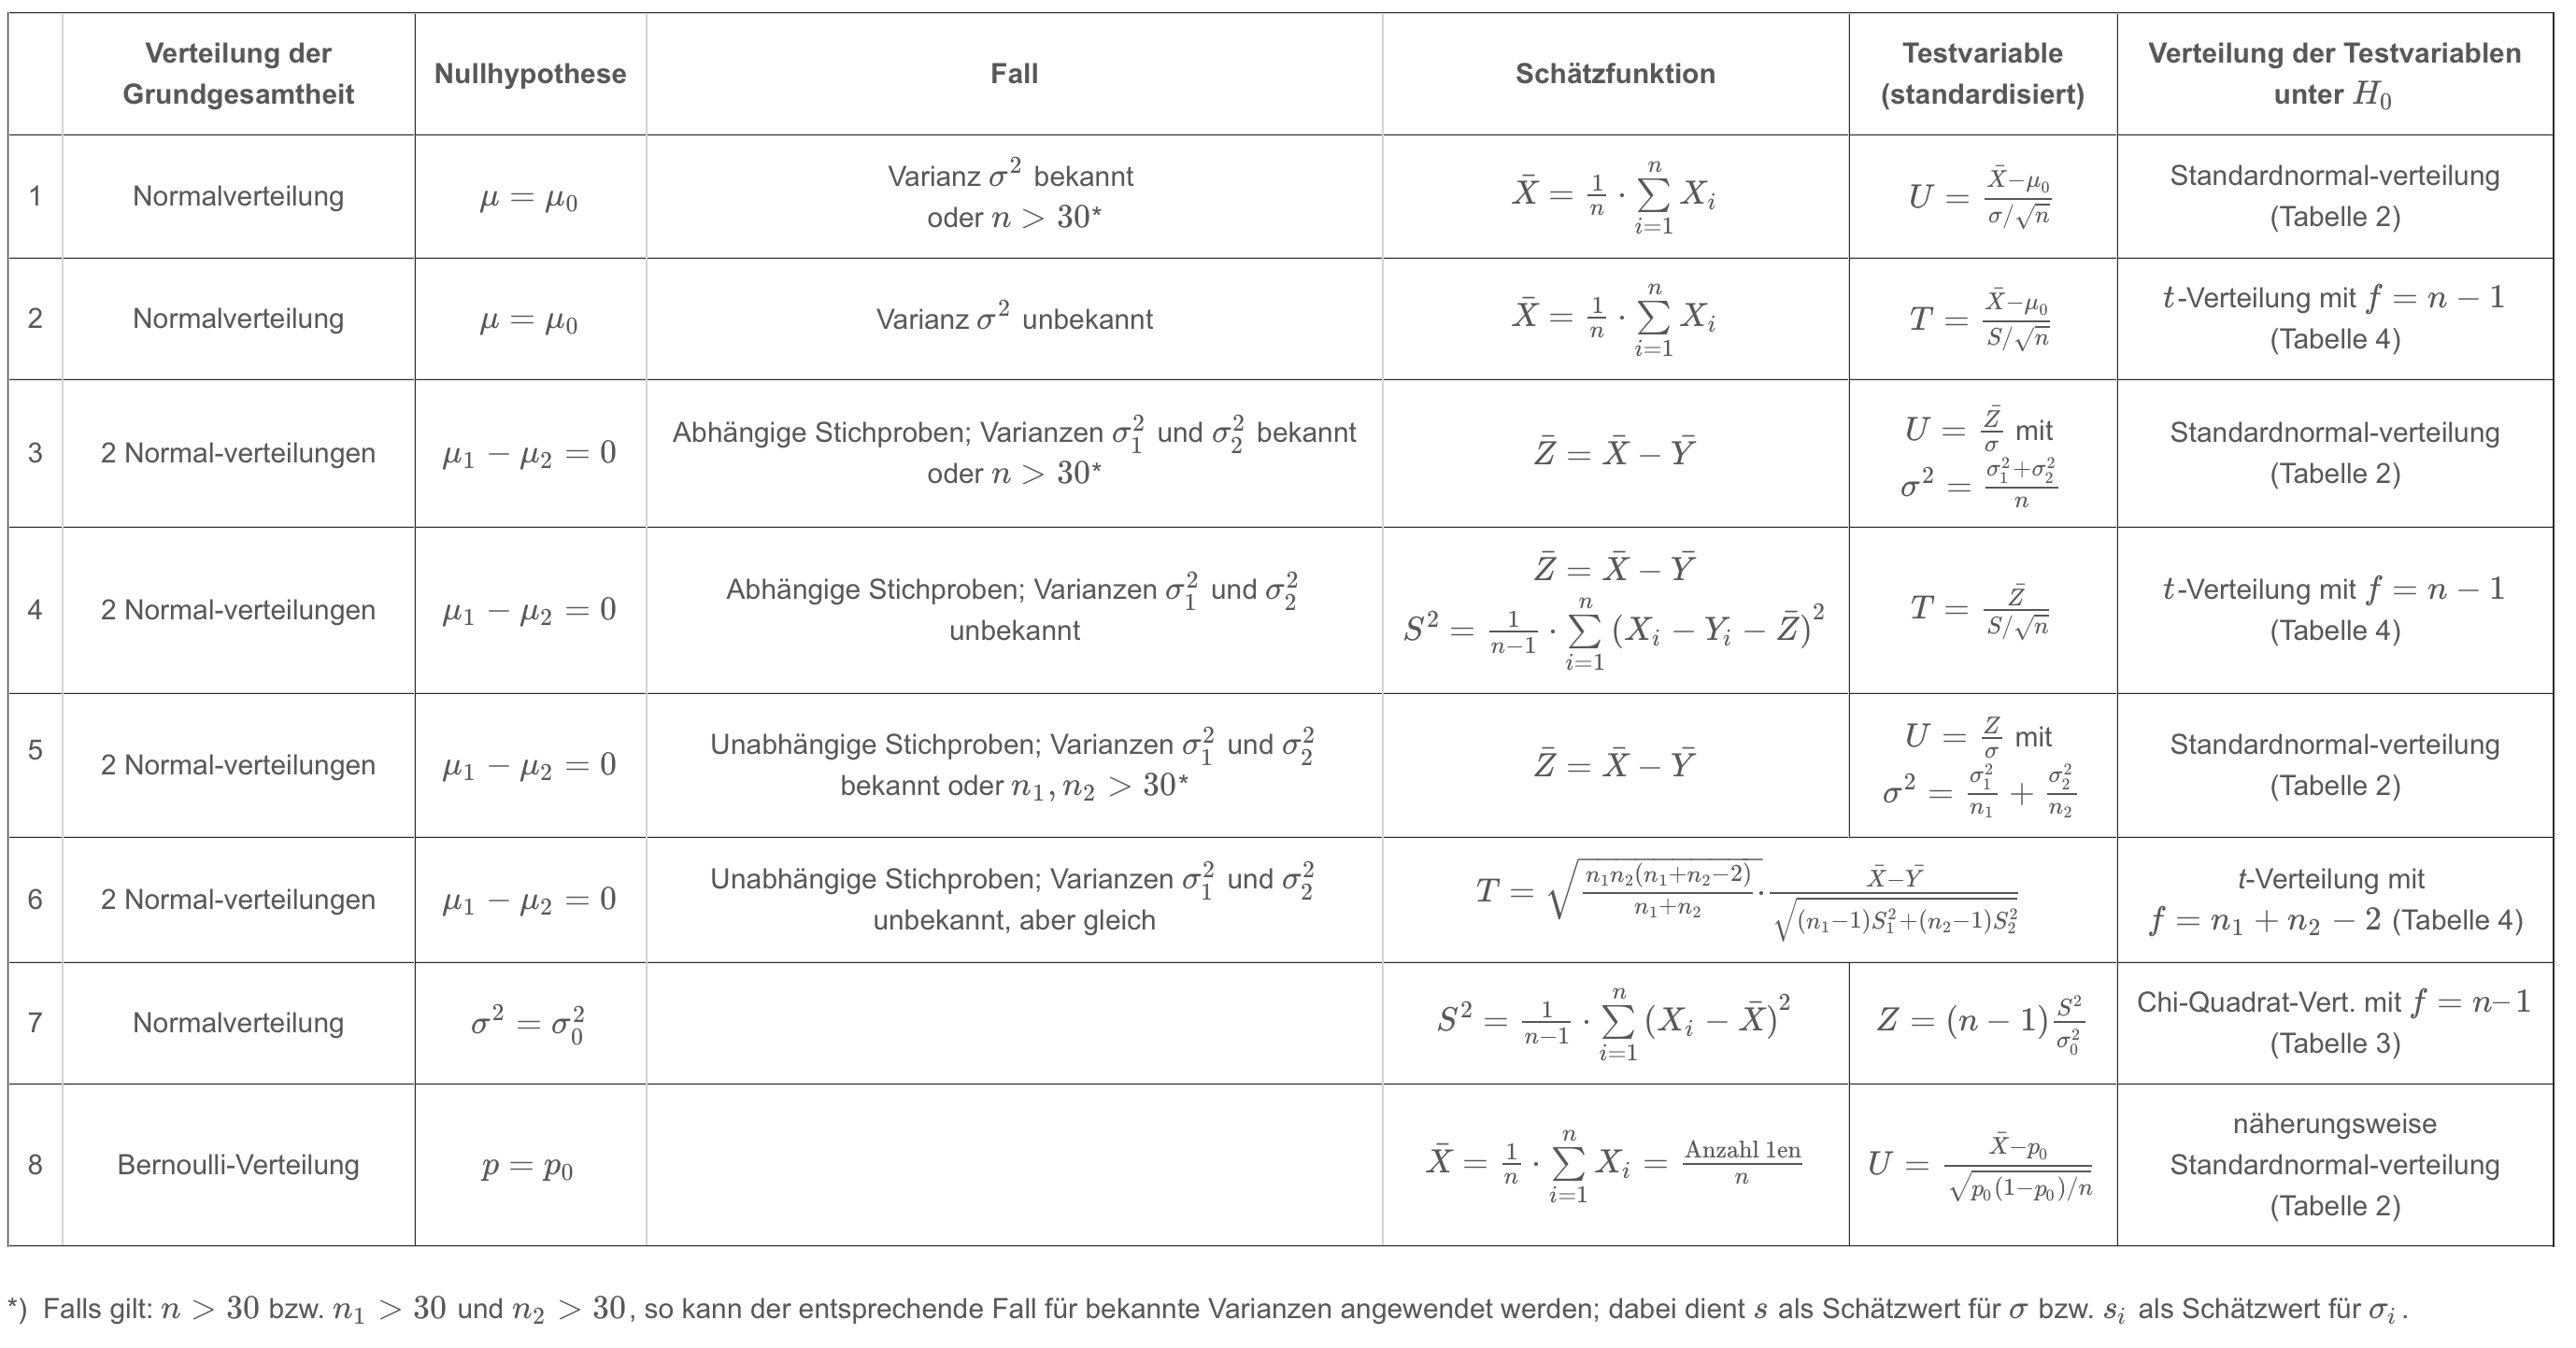 Verteilung der
Grundgesamtheit
Nullhypothese
Fall
Schätzfunktion
Testvariable
(standardisiert)
Verteilung der Testvariablen
unter $H_0$
1
Normalverteilung
$\mu = \mu_0$
Varianz $\sigma^2$ bekannt
oder $n > 30$*
$\bar{X} = \frac{1}{n} \cdot \sum_{i=1}^{n} X_i$
$U = \frac{\bar{X}-\mu_0}{\sigma/\sqrt{n}}$
Standardnormal-verteilung
(Tabelle 2)
2
Normalverteilung
$\mu = \mu_0$
Varianz $\sigma^2$ unbekannt
$\bar{X} = \frac{1}{n} \cdot \sum_{i=1}^{n} X_i$
$T = \frac{\bar{X}-\mu_0}{S/\sqrt{n}}$
$t$-Verteilung mit $f = n - 1$
(Tabelle 4)
3
2 Normal-verteilungen
$\mu_1 - \mu_2 = 0$
Abhängige Stichproben; Varianzen $\sigma_1^2$ und $\sigma_2^2$ bekannt
oder $n > 30$*
$\bar{Z} = \bar{X} - \bar{Y}$
$U = \frac{\bar{Z}}{\sigma}$ mit
$\sigma^2 = \frac{\sigma_1^2+\sigma_2^2}{n}$
Standardnormal-verteilung
(Tabelle 2)
4
2 Normal-verteilungen
$\mu_1 - \mu_2 = 0$
Abhängige Stichproben; Varianzen $\sigma_1^2$ und $\sigma_2^2$
unbekannt
$\bar{Z} = \bar{X} - \bar{Y}$
$S^2 = \frac{1}{n-1} \cdot \sum_{i=1}^{n} (X_i - Y_i - \bar{Z})^2$
$T = \frac{\bar{Z}}{S/\sqrt{n}}$
$t$-Verteilung mit $f = n - 1$
(Tabelle 4)
5
2 Normal-verteilungen
$\mu_1 - \mu_2 = 0$
Unabhängige Stichproben; Varianzen $\sigma_1^2$ und $\sigma_2^2$
bekannt oder $n_1, n_2 > 30$*
$\bar{Z} = \bar{X} - \bar{Y}$
$U = \frac{Z}{\sigma}$ mit
$\sigma^2 = \frac{\sigma_1^2}{n_1} + \frac{\sigma_2^2}{n_2}$
Standardnormal-verteilung
(Tabelle 2)
6
2 Normal-verteilungen
$\mu_1 - \mu_2 = 0$
Unabhängige Stichproben; Varianzen $\sigma_1^2$ und $\sigma_2^2$
unbekannt, aber gleich
$T = \sqrt{\frac{n_1 n_2 (n_1+n_2-2)}{n_1+n_2}} \cdot \frac{\bar{X}-\bar{Y}}{\sqrt{(n_1-1)S_1^2+(n_2-1)S_2^2}}$
$t$-Verteilung mit
$f = n_1 + n_2 - 2$ (Tabelle 4)
7
Normalverteilung
$\sigma^2 = \sigma_0^2$
$S^2 = \frac{1}{n-1} \cdot \sum_{i=1}^{n} (X_i - \bar{X})^2$
$Z = (n - 1)\frac{S^2}{\sigma_0^2}$
Chi-Quadrat-Vert. mit $f = n–1$
(Tabelle 3)
8
Bernoulli-Verteilung
$p = p_0$
$\bar{X} = \frac{1}{n} \cdot \sum_{i=1}^{n} X_i = \frac{\text{Anzahl 1en}}{n}$
$U = \frac{\bar{X}-p_0}{\sqrt{p_0(1-p_0)/n}}$
näherungsweise
Standardnormal-verteilung
(Tabelle 2)
*) Falls gilt: $n > 30$ bzw. $n_1 > 30$ und $n_2 > 30$, so kann der entsprechende Fall für bekannte Varianzen angewendet werden; dabei dient $s$ als Schätzwert für $\sigma$ bzw. $s_i$ als Schätzwert für $\sigma_i$.